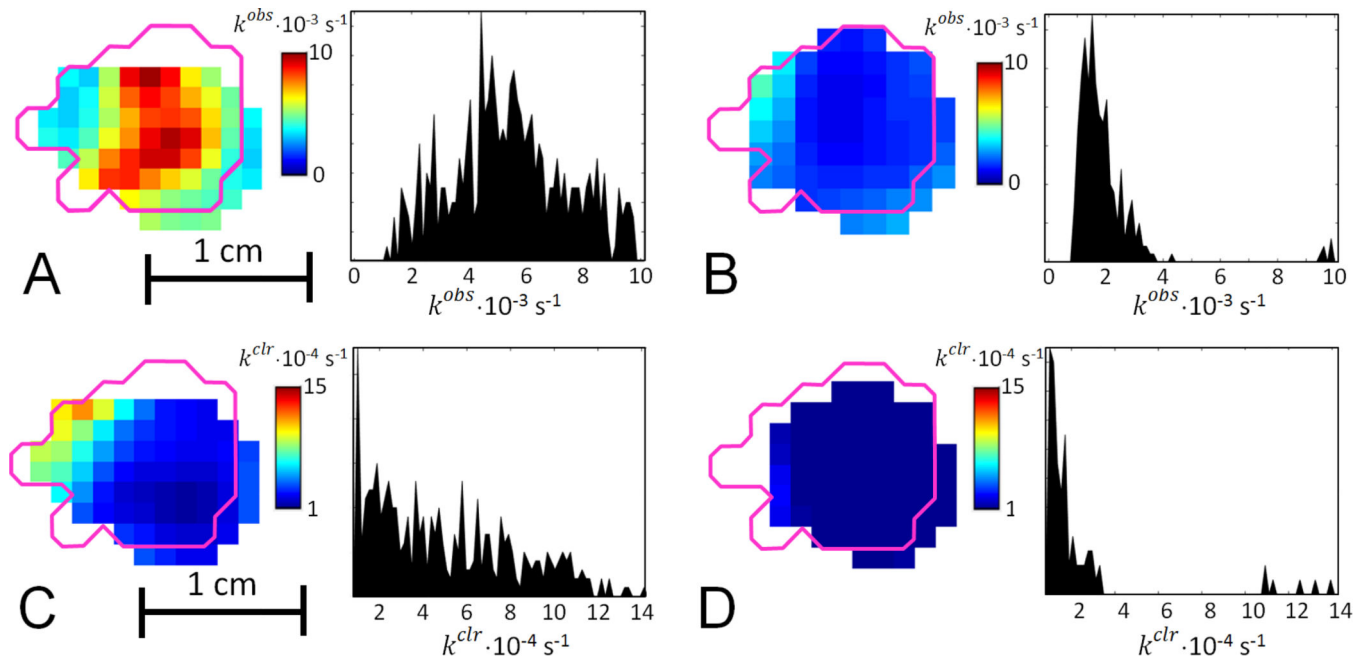 k^obs·10^-3 s^-1
10
0
A
1 cm
0 2 4 6 8 10
k^obs·10^-3 s^-1
k^obs·10^-3 s^-1
10
0
B
0 2 4 6 8 10
k^obs·10^-3 s^-1
k^clr·10^-4 s^-1
15
1
C
1 cm
2 4 6 8 10 12 14
k^clr·10^-4 s^-1
k^clr·10^-4 s^-1
15
1
D
2 4 6 8 10 12 14
k^clr·10^-4 s^-1